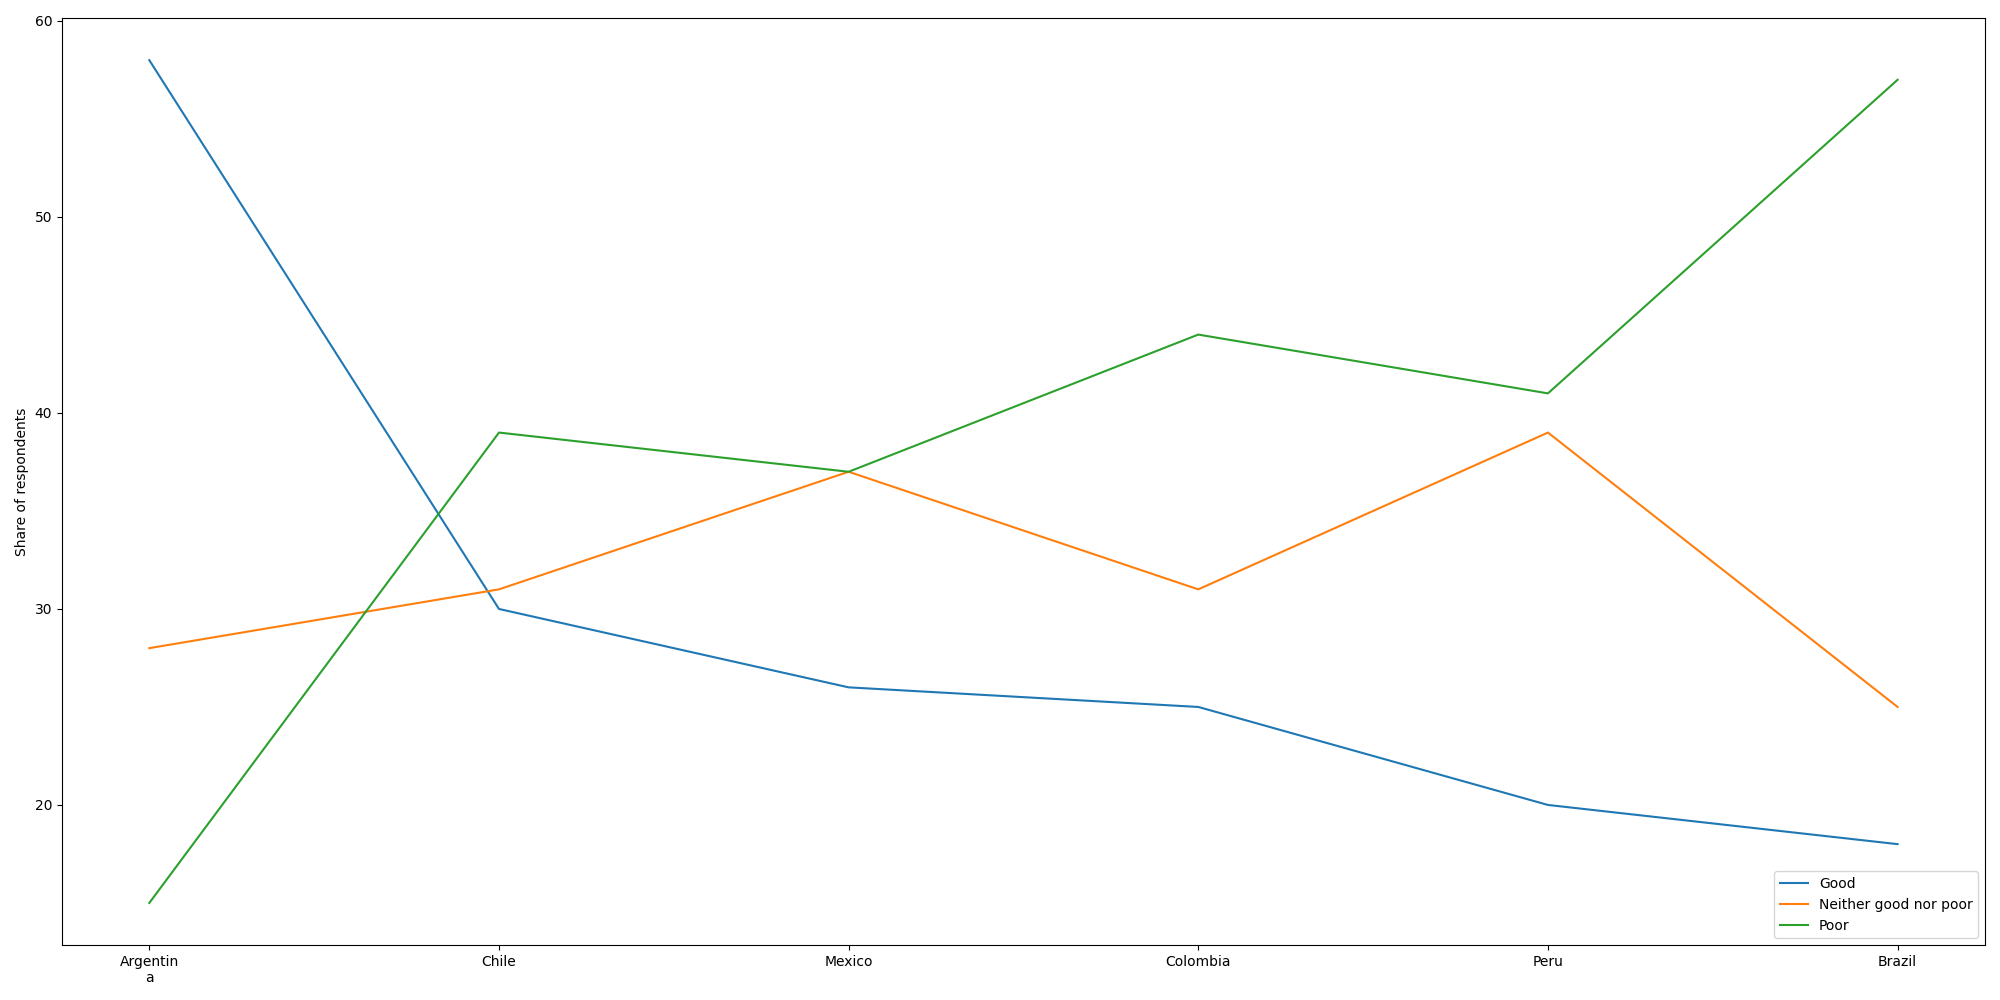 60
50
40
30
20
Share of respondents
Argentin
a
Chile
Mexico
Colombia
Peru
Brazil
Good
Neither good nor poor
Poor